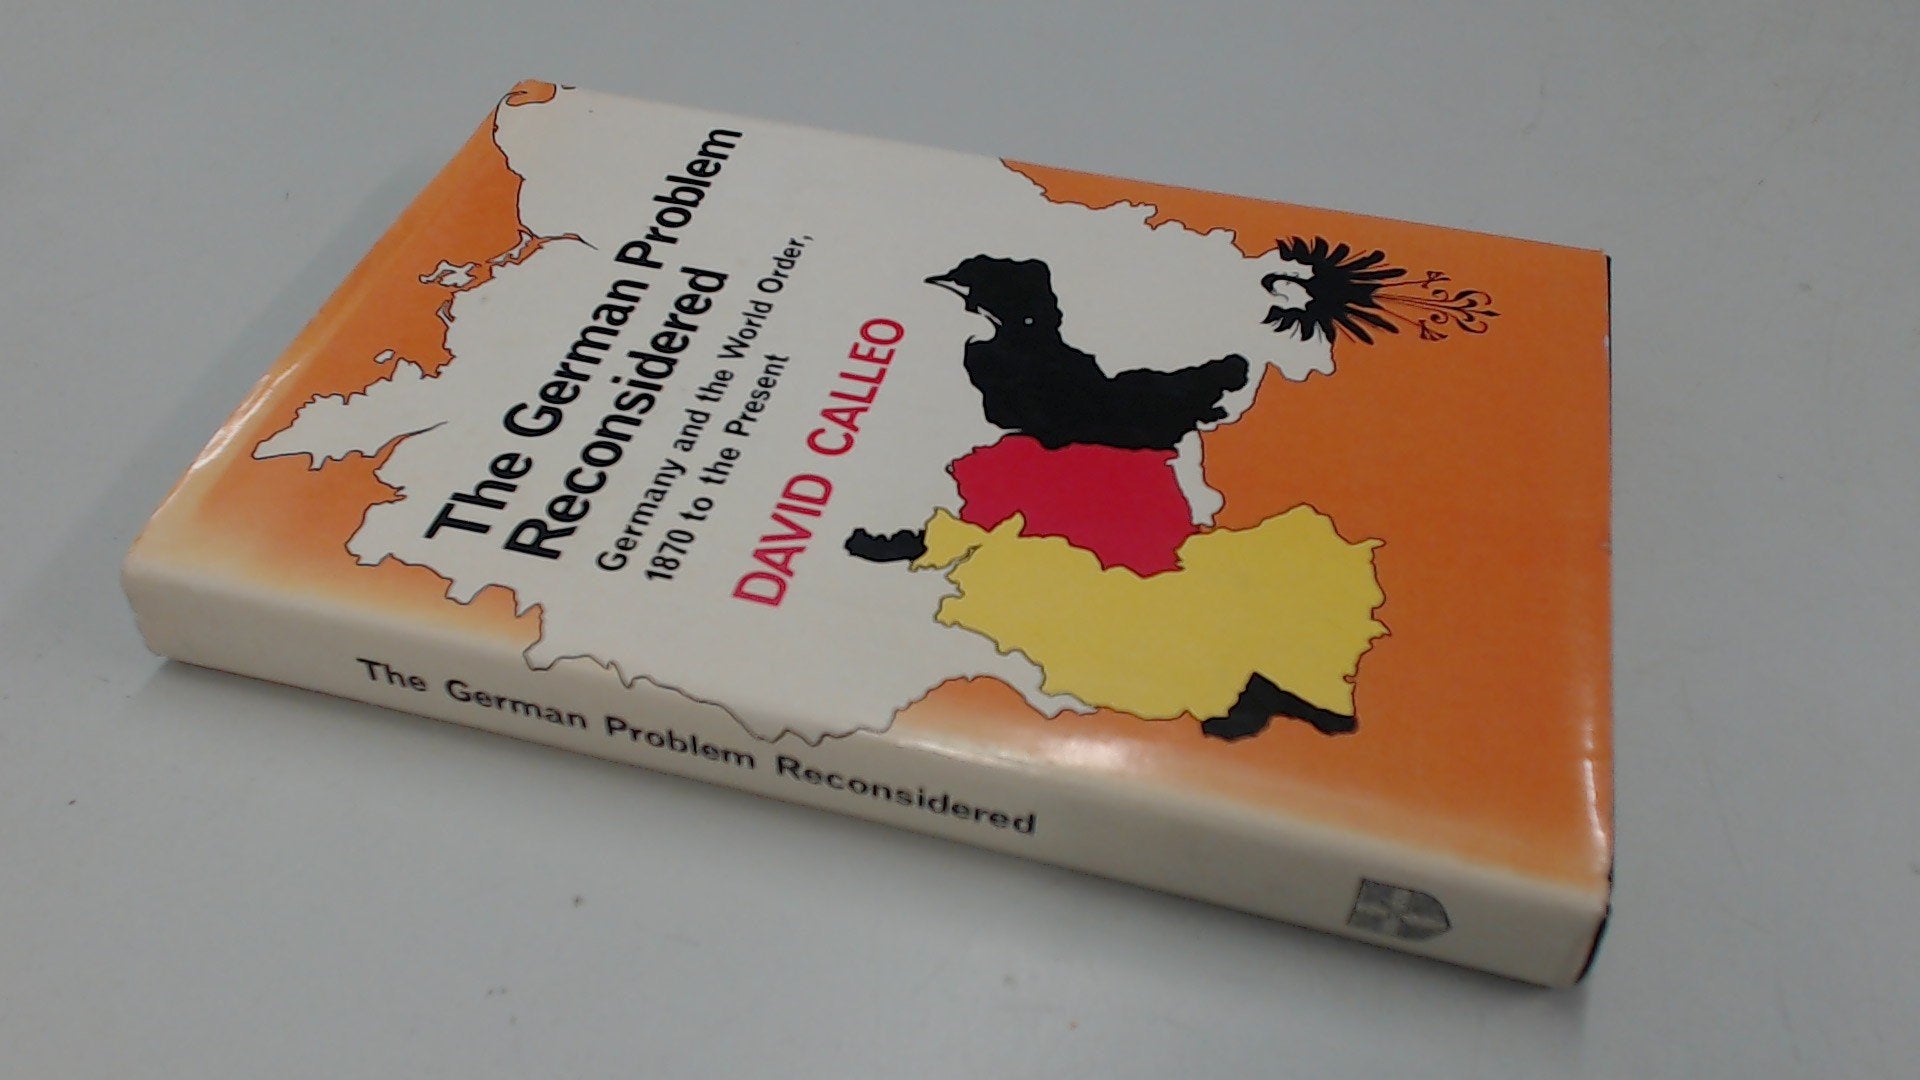 The German Problem
Reconsidered
Germany and the World Order,
1870 to the Present
DAVID CALLEO
The German Problem Reconsidered